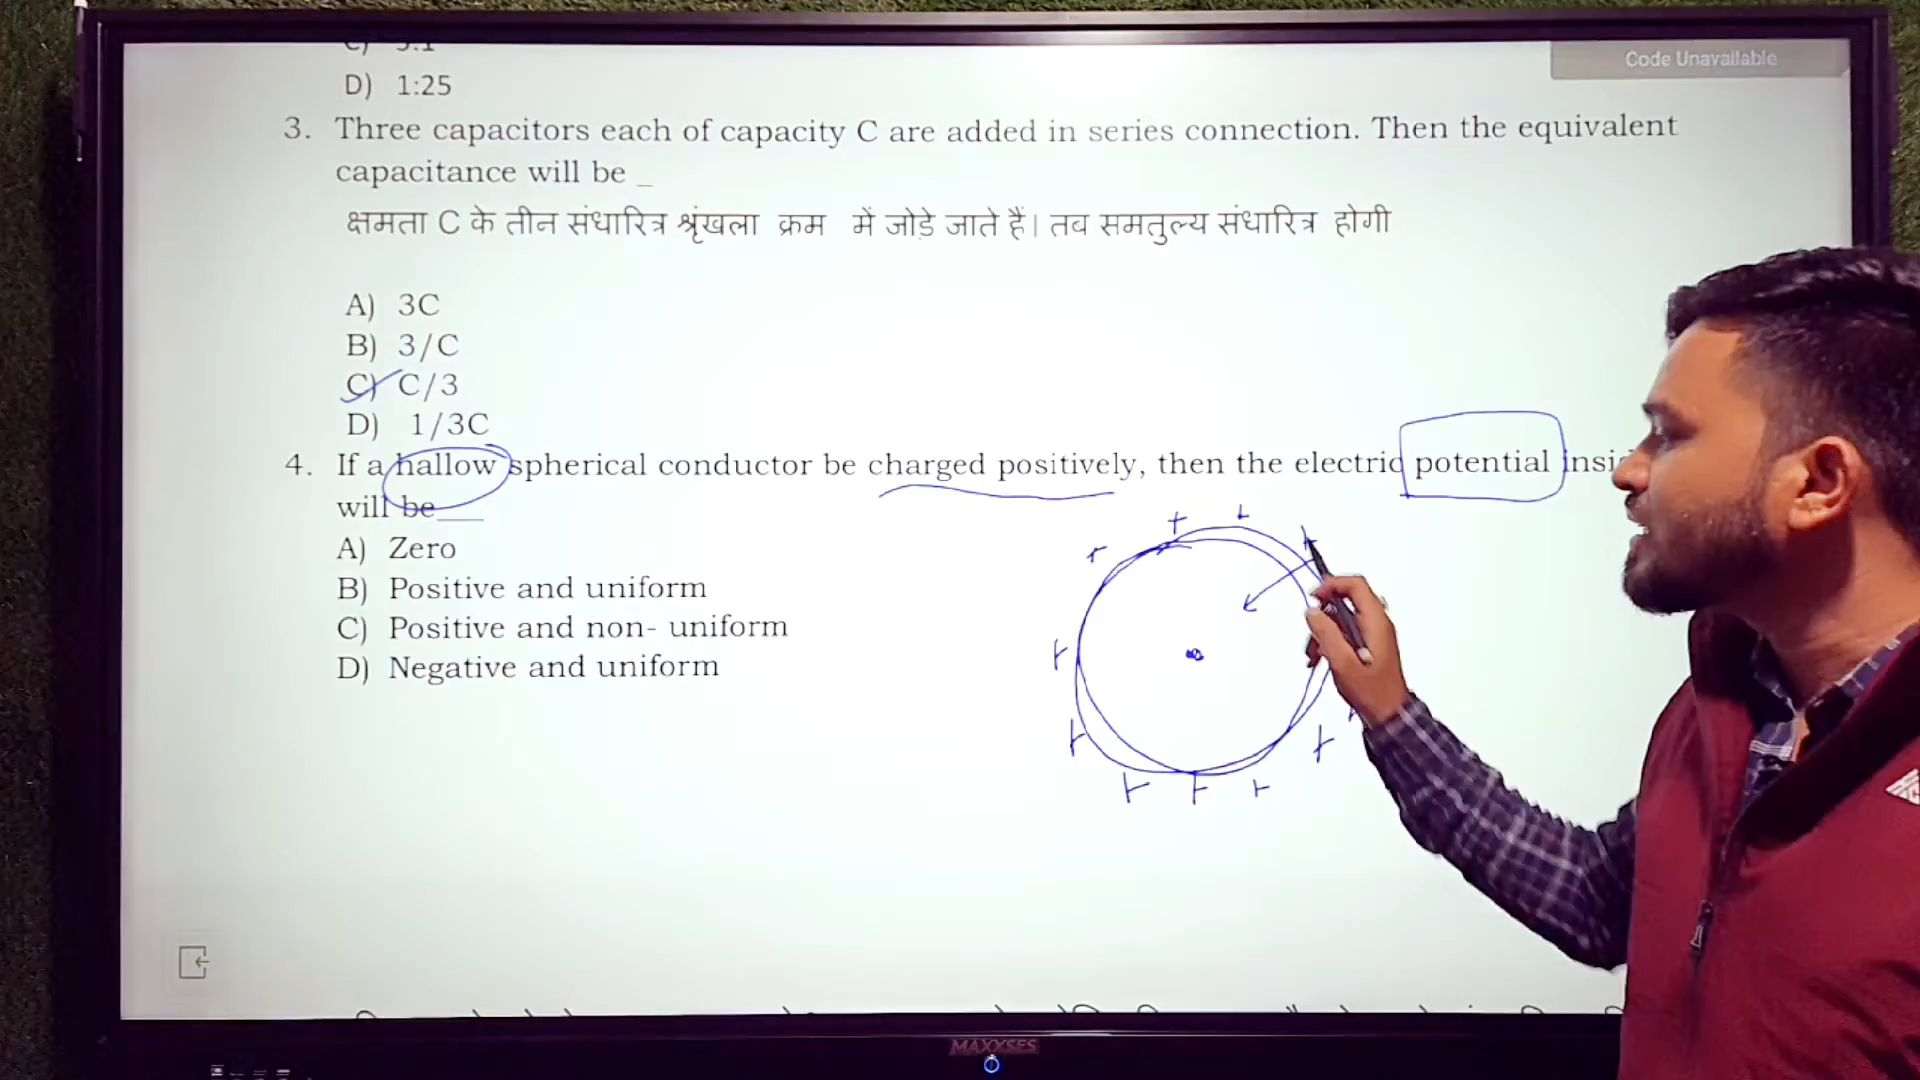 D) 1:25
Code Unavailable
3. Three capacitors each of capacity C are added in series connection. Then the equivalent
capacitance will be _
क्षमता C के तीन संधारित्र श्रृंखला क्रम में जोड़े जाते हैं। तब समतुल्य संधारित्र होगी
A) 3C
B) 3/C
C) C/3
D) 1/3C
4. If a hallow spherical conductor be charged positively, then the electric potential
will be___
A) Zero
B) Positive and uniform
C) Positive and non- uniform
D) Negative and uniform
MAXXSES